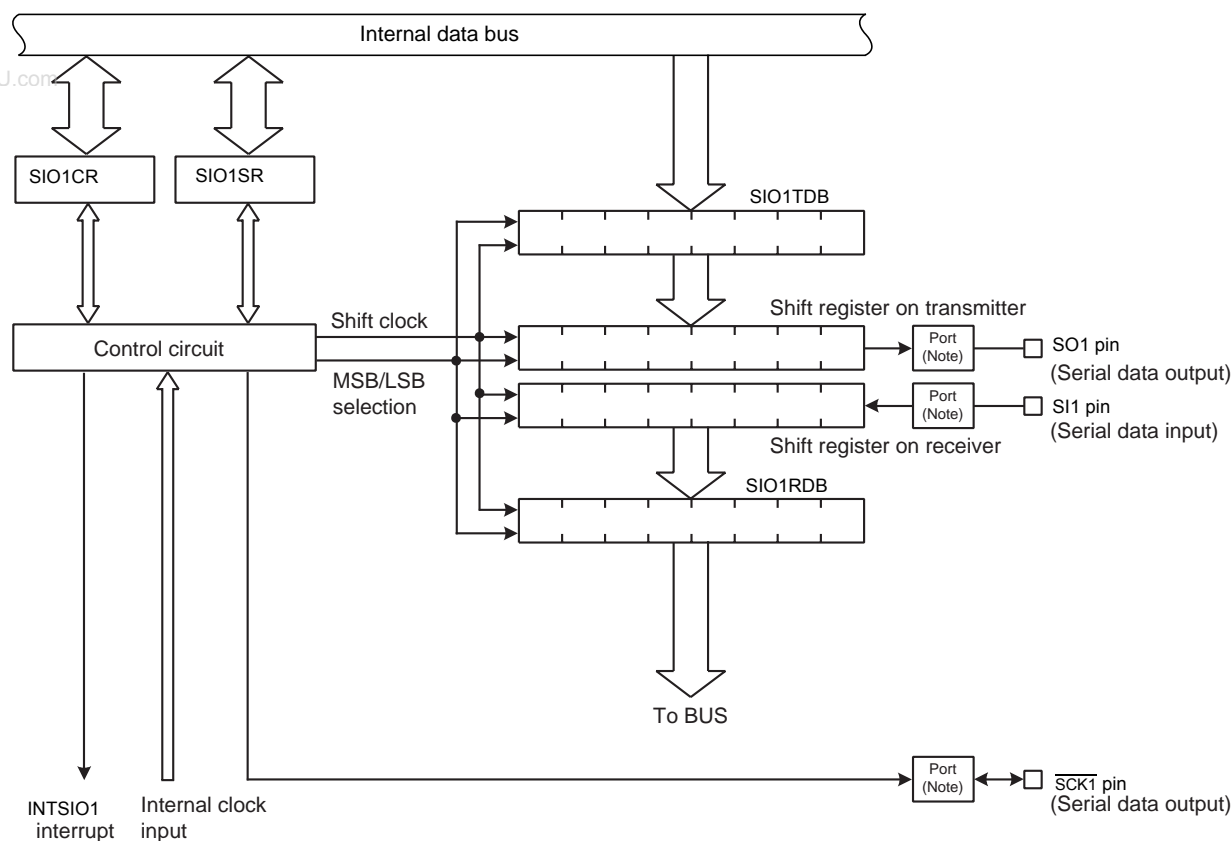 Internal data bus
U.com
SIO1CR
SIO1SR
SIO1TDB
Shift register on transmitter
Shift clock
Control circuit
MSB/LSB
selection
Port
(Note)
SO1 pin
(Serial data output)
Port
(Note)
SI1 pin
(Serial data input)
Shift register on receiver
SIO1RDB
To BUS
INTSIO1
interrupt
Internal clock
input
Port
(Note)
SCK1 pin
(Serial data output)